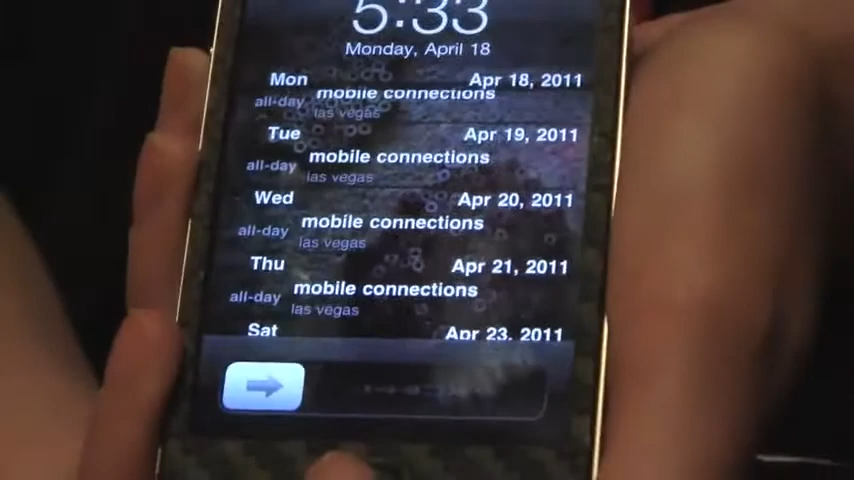 5:33
Monday, April 18
Mon Apr 18, 2011
all-day mobile connections
las vegas
Tue Apr 19, 2011
all-day mobile connections
las vegas
Wed Apr 20, 2011
all-day mobile connections
las vegas
Thu Apr 21, 2011
all-day mobile connections
las vegas
Sat Apr 23, 2011